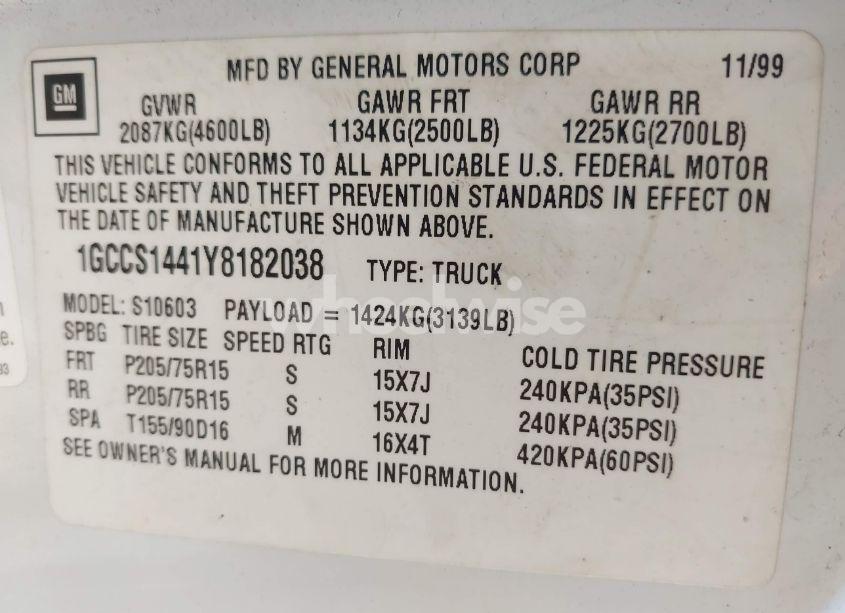 MFD BY GENERAL MOTORS CORP 11/99
GM
GVWR GAWR FRT GAWR RR
2087KG(4600LB) 1134KG(2500LB) 1225KG(2700LB)
THIS VEHICLE CONFORMS TO ALL APPLICABLE U.S. FEDERAL MOTOR
VEHICLE SAFETY AND THEFT PREVENTION STANDARDS IN EFFECT ON
THE DATE OF MANUFACTURE SHOWN ABOVE.
1GCCS1441Y8182038 TYPE: TRUCK
wheelwise
MODEL: S10603 PAYLOAD = 1424KG(3139LB)
SPBG TIRE SIZE SPEED RTG RIM COLD TIRE PRESSURE
FRT P205/75R15 S 15X7J 240KPA(35PSI)
RR P205/75R15 S 15X7J 240KPA(35PSI)
SPA T155/90D16 M 16X4T 420KPA(60PSI)
SEE OWNER'S MANUAL FOR MORE INFORMATION.
e.
93